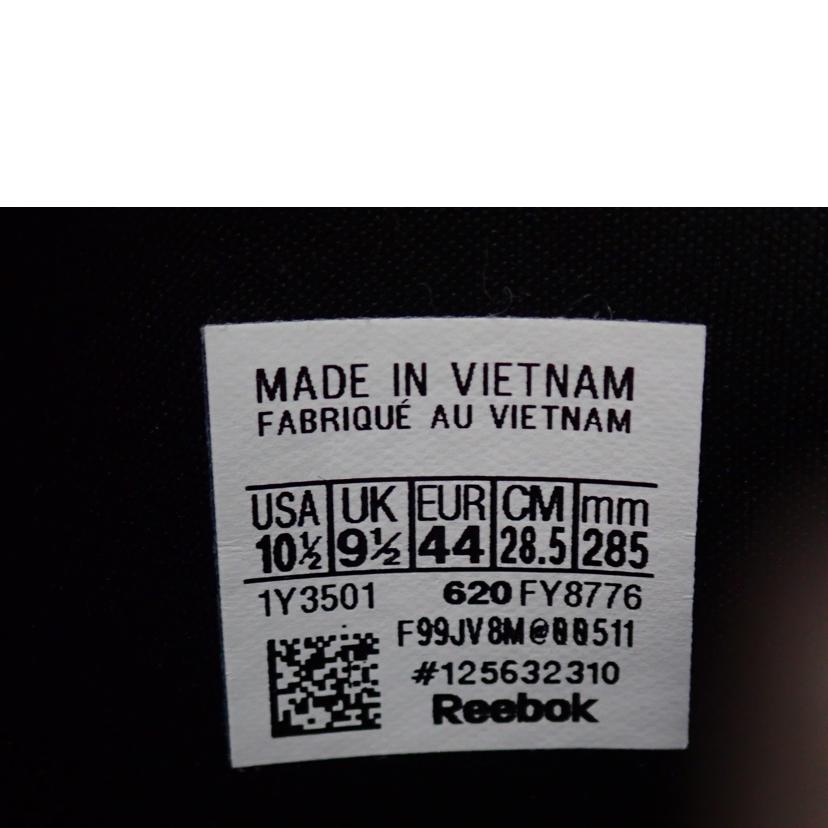 MADE IN VIETNAM
FABRIQUÉ AU VIETNAM
USA UK EUR CM mm
10½ 9½ 44 28.5 285
1Y3501 620 FY8776
F99JV8M@00511
#125632310
Reebok